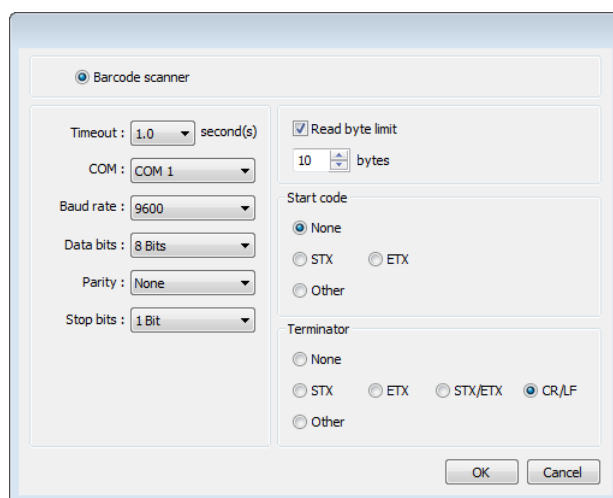 Barcode scanner
Timeout : 1.0 second(s)
COM : COM 1
Baud rate : 9600
Data bits : 8 Bits
Parity : None
Stop bits : 1 Bit
Read byte limit
10 bytes
Start code
None
STX ETX
Other
Terminator
None
STX ETX STX/ETX CR/LF
Other
OK Cancel